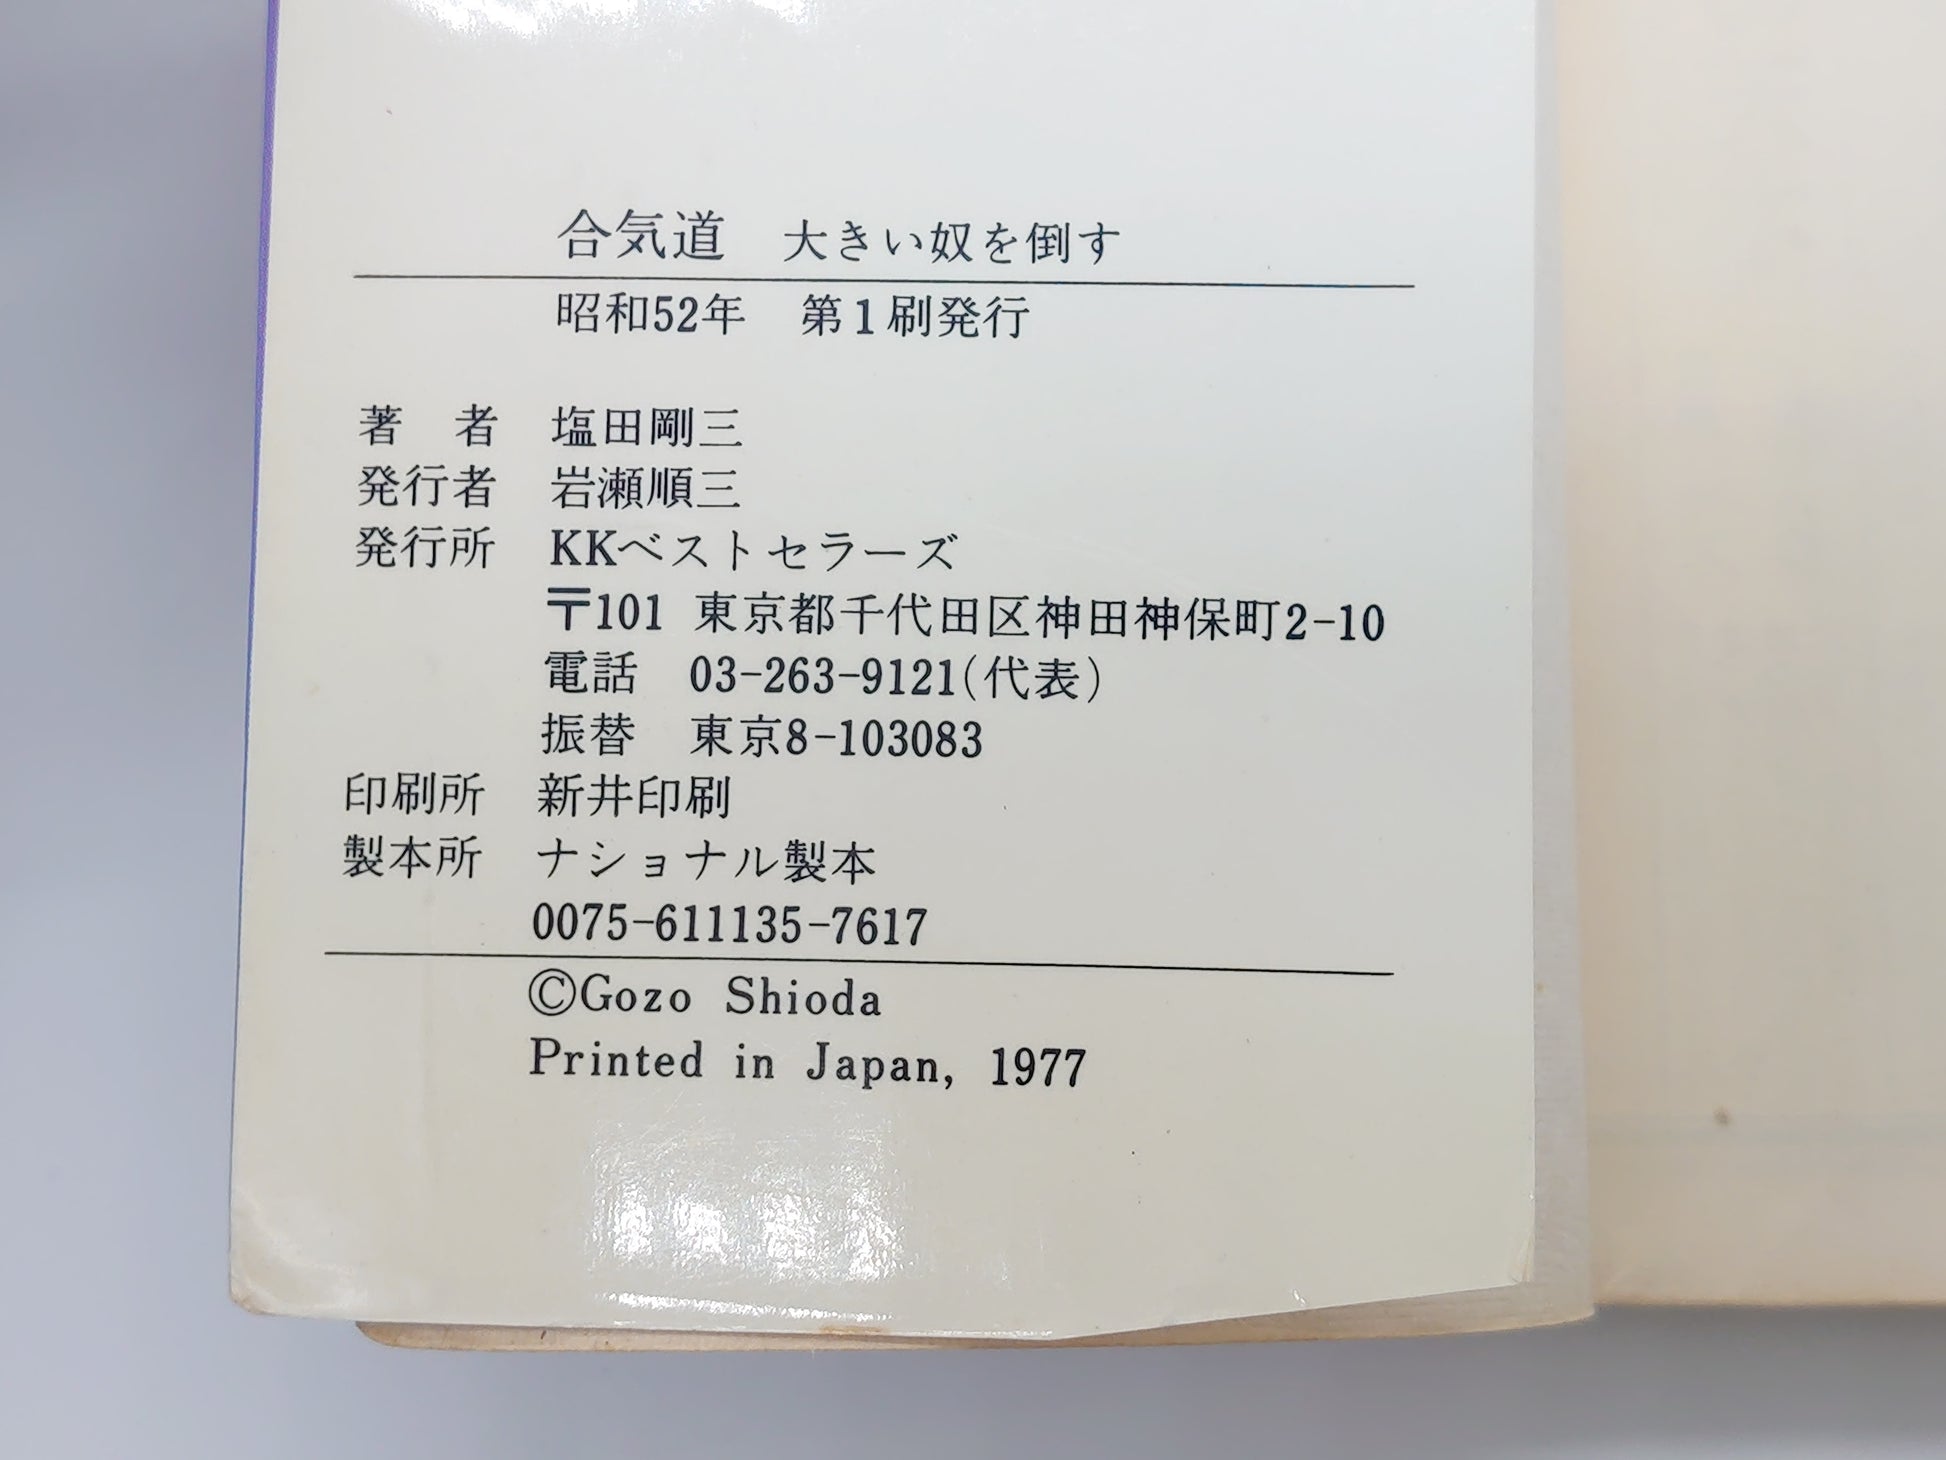 合気道　大きい奴を倒す
昭和52年　第1刷発行
著　者　塩田剛三
発行者　岩瀬順三
発行所　KKベストセラーズ
〒101 東京都千代田区神田神保町2-10
電話　03-263-9121(代表)
振替　東京8-103083
印刷所　新井印刷
製本所　ナショナル製本
0075-611135-7617
©Gozo Shioda
Printed in Japan, 1977